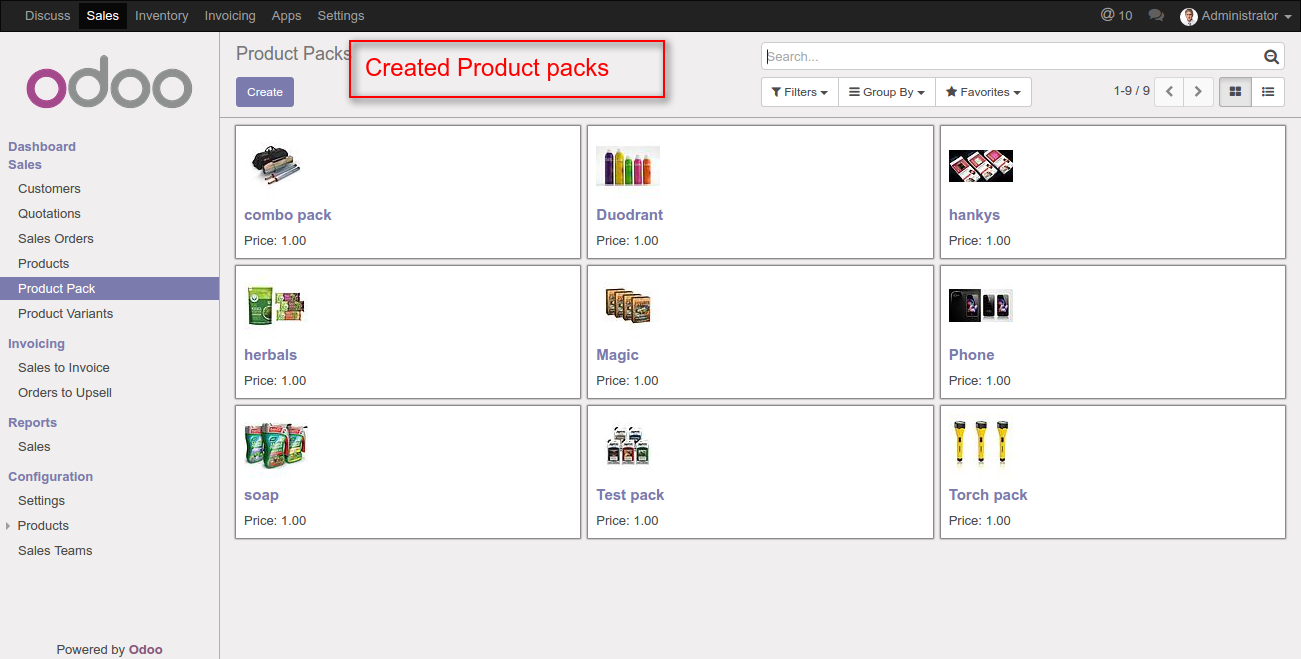 Discuss Sales Inventory Invoicing Apps Settings @ 10 Administrator
odoo
Dashboard
Sales
Customers
Quotations
Sales Orders
Products
Product Pack
Product Variants
Invoicing
Sales to Invoice
Orders to Upsell
Reports
Sales
Configuration
Settings
Products
Sales Teams
Powered by Odoo
Product Packs
Created Product packs
Search...
Create
Filters Group By Favorites 1-9 / 9
combo pack
Price: 1.00
Duodrant
Price: 1.00
hankys
Price: 1.00
herbals
Price: 1.00
Magic
Price: 1.00
Phone
Price: 1.00
soap
Price: 1.00
Test pack
Price: 1.00
Torch pack
Price: 1.00